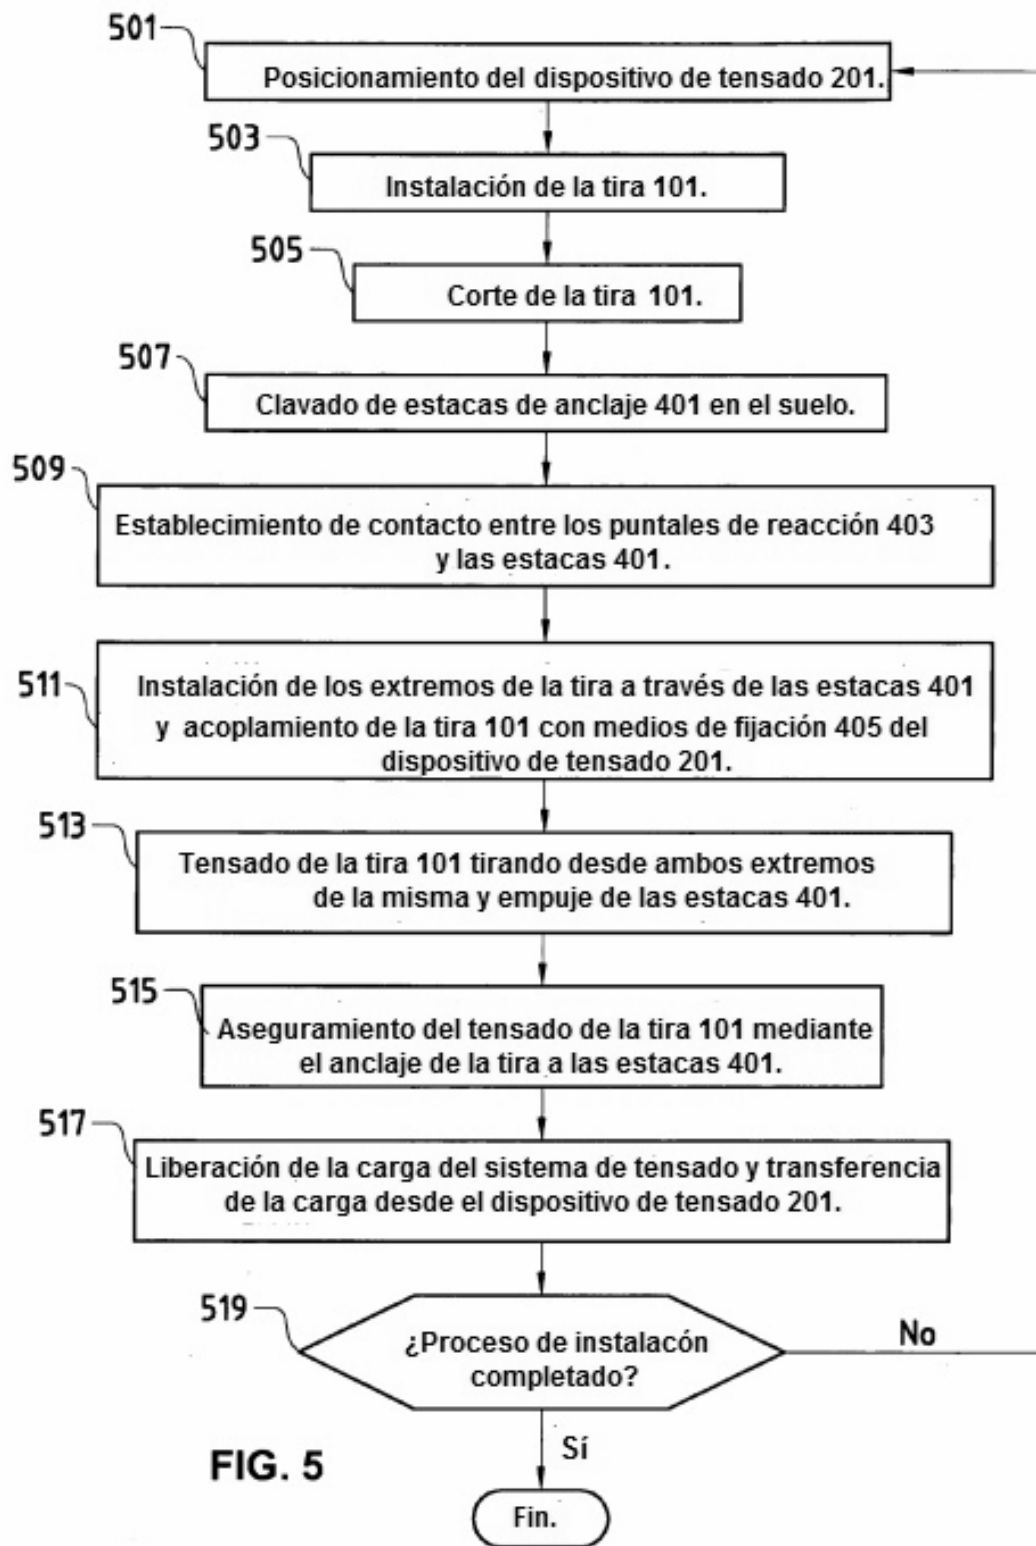 501
Posicionamiento del dispositivo de tensado 201.
503
Instalación de la tira 101.
505
Corte de la tira 101.
507
Clavado de estacas de anclaje 401 en el suelo.
509
Establecimiento de contacto entre los puntales de reacción 403
y las estacas 401.
511
Instalación de los extremos de la tira a través de las estacas 401
y acoplamiento de la tira 101 con medios de fijación 405 del
dispositivo de tensado 201.
513
Tensado de la tira 101 tirando desde ambos extremos
de la misma y empuje de las estacas 401.
515
Aseguramiento del tensado de la tira 101 mediante
el anclaje de la tira a las estacas 401.
517
Liberación de la carga del sistema de tensado y transferencia
de la carga desde el dispositivo de tensado 201.
519
¿Proceso de instalacón
completado?
No
Sí
FIG. 5
Fin.